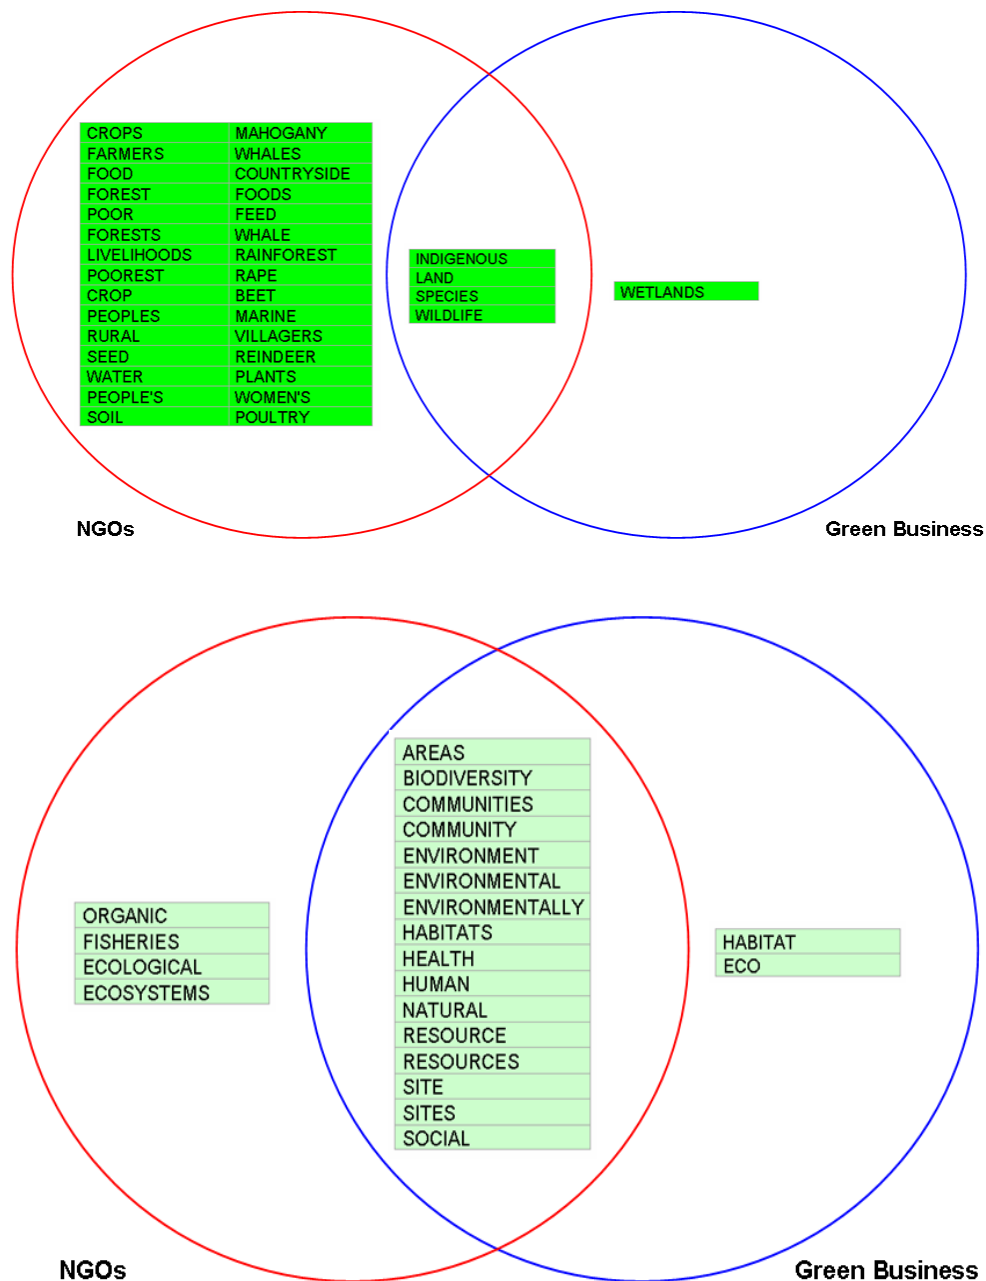 CROPS MAHOGANY
FARMERS WHALES
FOOD COUNTRYSIDE
FOREST FOODS
POOR FEED
FORESTS WHALE
LIVELIHOODS RAINFOREST
POOREST RAPE
CROP BEET
PEOPLES MARINE
RURAL VILLAGERS
SEED REINDEER
WATER PLANTS
PEOPLE'S WOMEN'S
SOIL POULTRY
INDIGENOUS
LAND
SPECIES
WILDLIFE
WETLANDS
NGOs
Green Business
ORGANIC
FISHERIES
ECOLOGICAL
ECOSYSTEMS
AREAS
BIODIVERSITY
COMMUNITIES
COMMUNITY
ENVIRONMENT
ENVIRONMENTAL
ENVIRONMENTALLY
HABITATS
HEALTH
HUMAN
NATURAL
RESOURCE
RESOURCES
SITE
SITES
SOCIAL
HABITAT
ECO
NGOs
Green Business